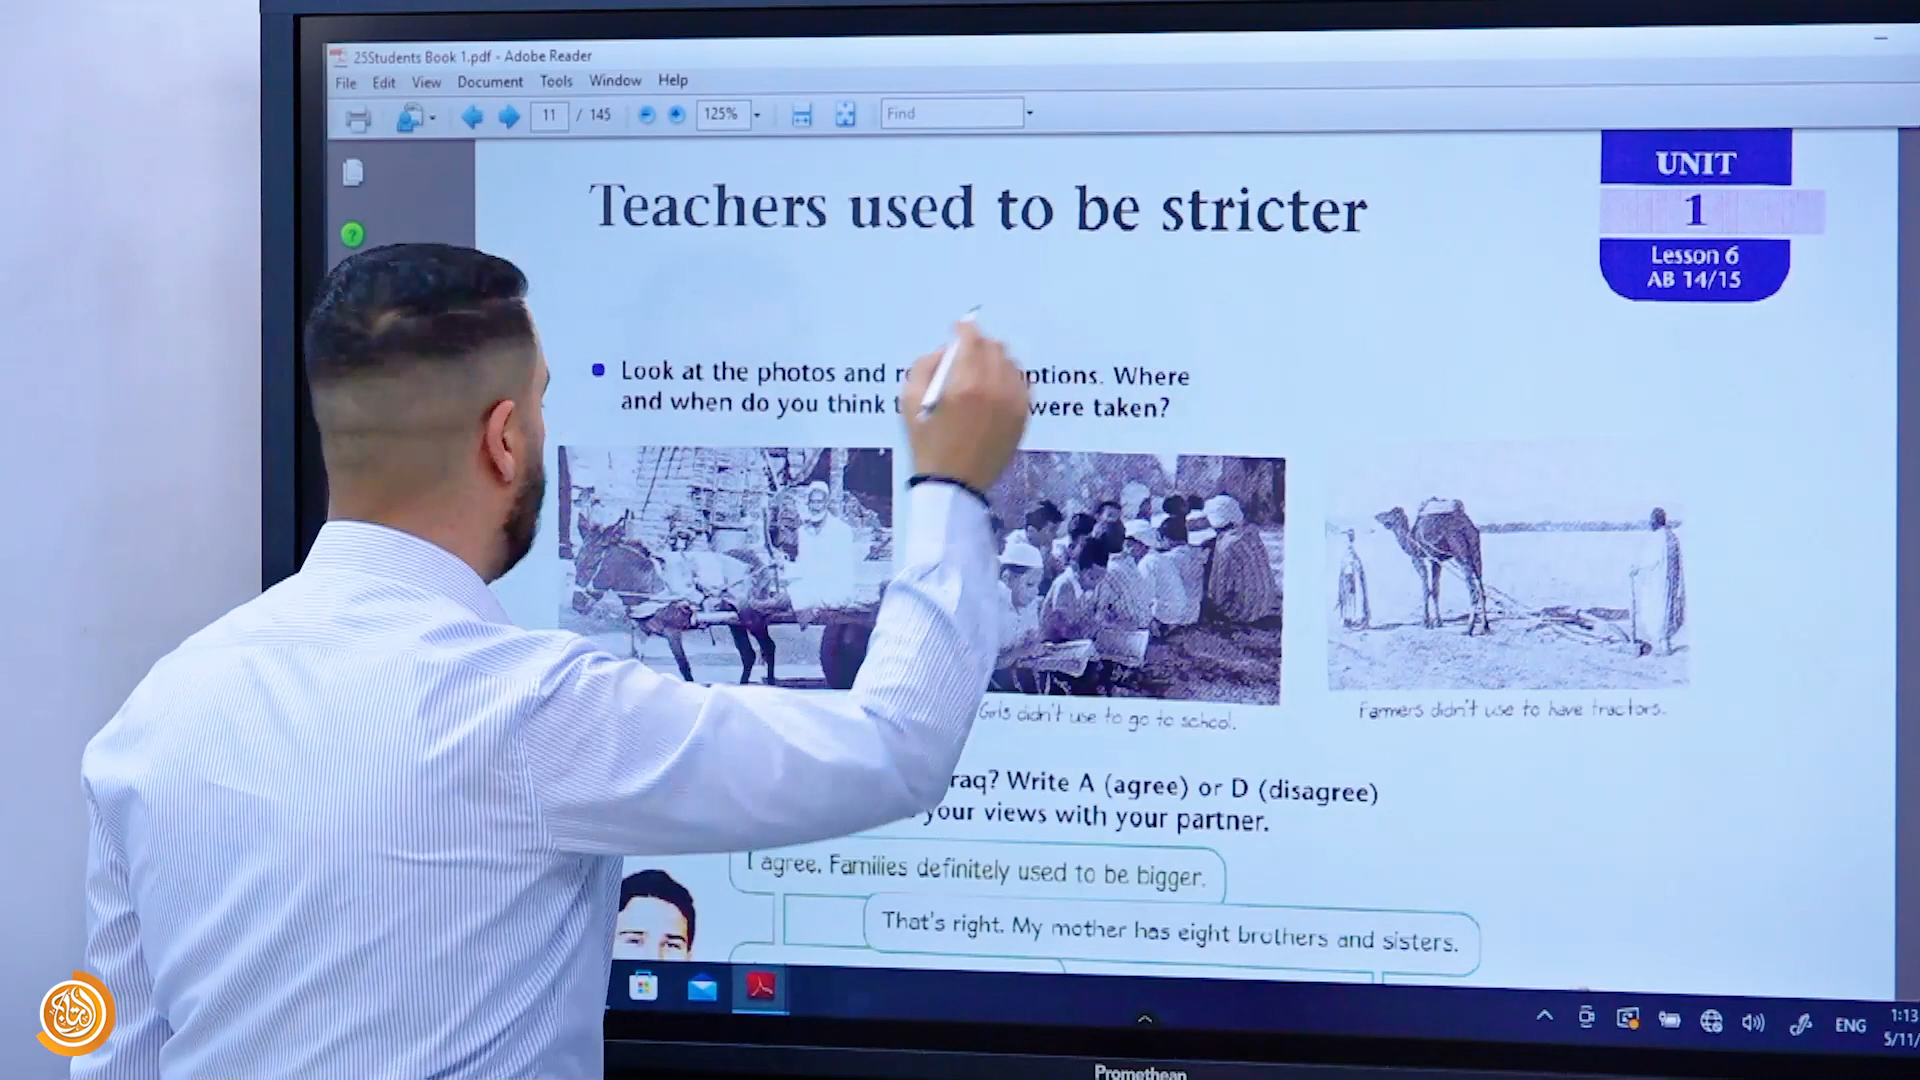 25Students Book 1.pdf - Adobe Reader
File Edit View Document Tools Window Help
11 / 145 125% Find
UNIT
1
Lesson 6
AB 14/15
Teachers used to be stricter
Look at the photos and ptions. Where
and when do you think were taken?
Girls didn't use to go to school.
Farmers didn't use to have tractors.
raq? Write A (agree) or D (disagree)
your views with your partner.
I agree. Families definitely used to be bigger.
That's right. My mother has eight brothers and sisters.
ENG
1:13
5/11/
Promethean